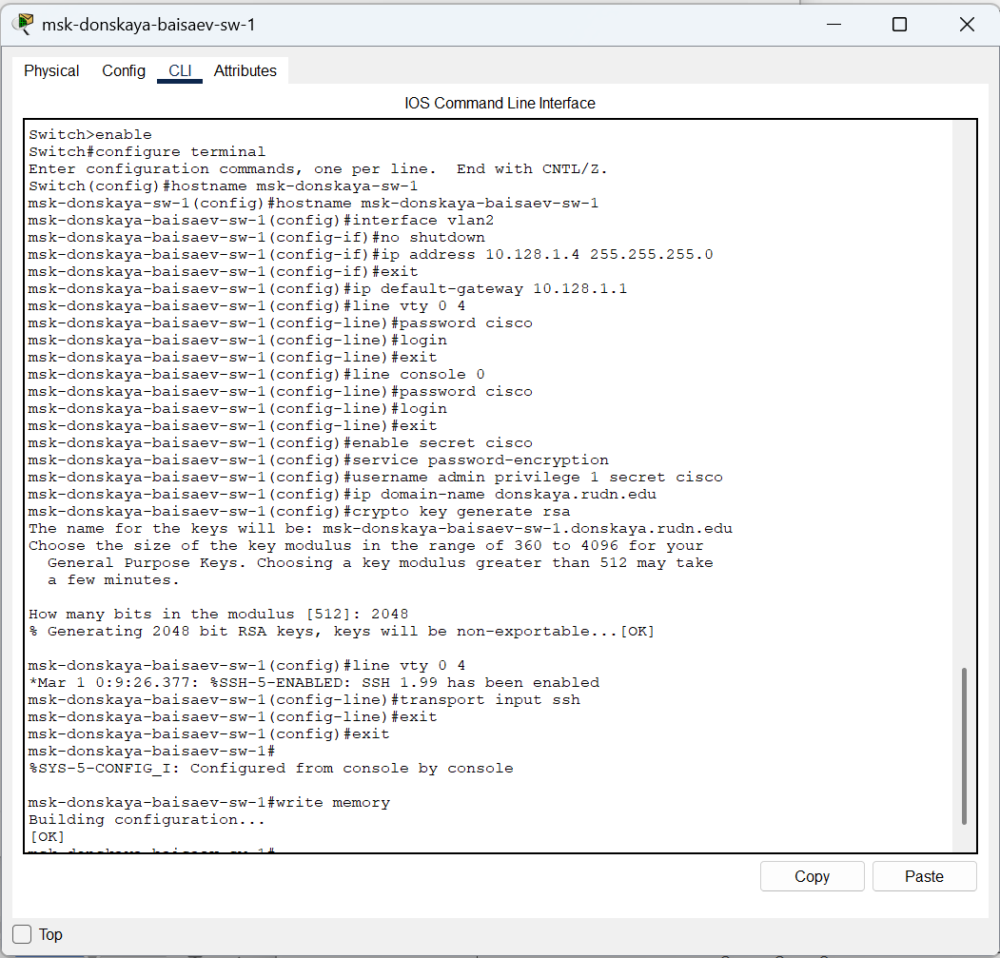 msk-donskaya-baisaev-sw-1
Physical Config CLI Attributes
IOS Command Line Interface
Switch>enable
Switch#configure terminal
Enter configuration commands, one per line.  End with CNTL/Z.
Switch(config)#hostname msk-donskaya-sw-1
msk-donskaya-sw-1(config)#hostname msk-donskaya-baisaev-sw-1
msk-donskaya-baisaev-sw-1(config)#interface vlan2
msk-donskaya-baisaev-sw-1(config-if)#no shutdown
msk-donskaya-baisaev-sw-1(config-if)#ip address 10.128.1.4 255.255.255.0
msk-donskaya-baisaev-sw-1(config-if)#exit
msk-donskaya-baisaev-sw-1(config)#ip default-gateway 10.128.1.1
msk-donskaya-baisaev-sw-1(config)#line vty 0 4
msk-donskaya-baisaev-sw-1(config-line)#password cisco
msk-donskaya-baisaev-sw-1(config-line)#login
msk-donskaya-baisaev-sw-1(config-line)#exit
msk-donskaya-baisaev-sw-1(config)#line console 0
msk-donskaya-baisaev-sw-1(config-line)#password cisco
msk-donskaya-baisaev-sw-1(config-line)#login
msk-donskaya-baisaev-sw-1(config-line)#exit
msk-donskaya-baisaev-sw-1(config)#enable secret cisco
msk-donskaya-baisaev-sw-1(config)#service password-encryption
msk-donskaya-baisaev-sw-1(config)#username admin privilege 1 secret cisco
msk-donskaya-baisaev-sw-1(config)#ip domain-name donskaya.rudn.edu
msk-donskaya-baisaev-sw-1(config)#crypto key generate rsa
The name for the keys will be: msk-donskaya-baisaev-sw-1.donskaya.rudn.edu
Choose the size of the key modulus in the range of 360 to 4096 for your
General Purpose Keys. Choosing a key modulus greater than 512 may take
a few minutes.
How many bits in the modulus [512]: 2048
% Generating 2048 bit RSA keys, keys will be non-exportable...[OK]
msk-donskaya-baisaev-sw-1(config)#line vty 0 4
*Mar 1 0:9:26.377: %SSH-5-ENABLED: SSH 1.99 has been enabled
msk-donskaya-baisaev-sw-1(config-line)#transport input ssh
msk-donskaya-baisaev-sw-1(config-line)#exit
msk-donskaya-baisaev-sw-1(config)#exit
msk-donskaya-baisaev-sw-1#
%SYS-5-CONFIG_I: Configured from console by console
msk-donskaya-baisaev-sw-1#write memory
Building configuration...
[OK]
msk-donskaya-baisaev-sw-1#
Copy Paste
Top